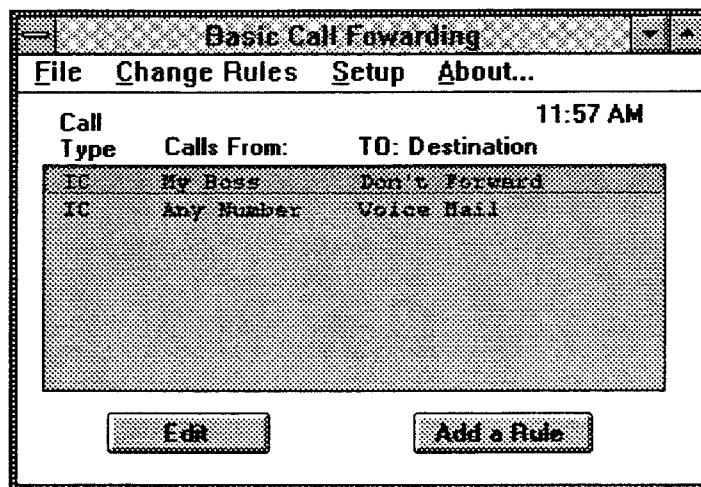 Basic Call Fowarding
File Change Rules Setup About...
11:57 AM
Call
Type Calls From: TO: Destination
IC My Boss Don't Forward
IC Any Number Voice Mail
Edit Add a Rule